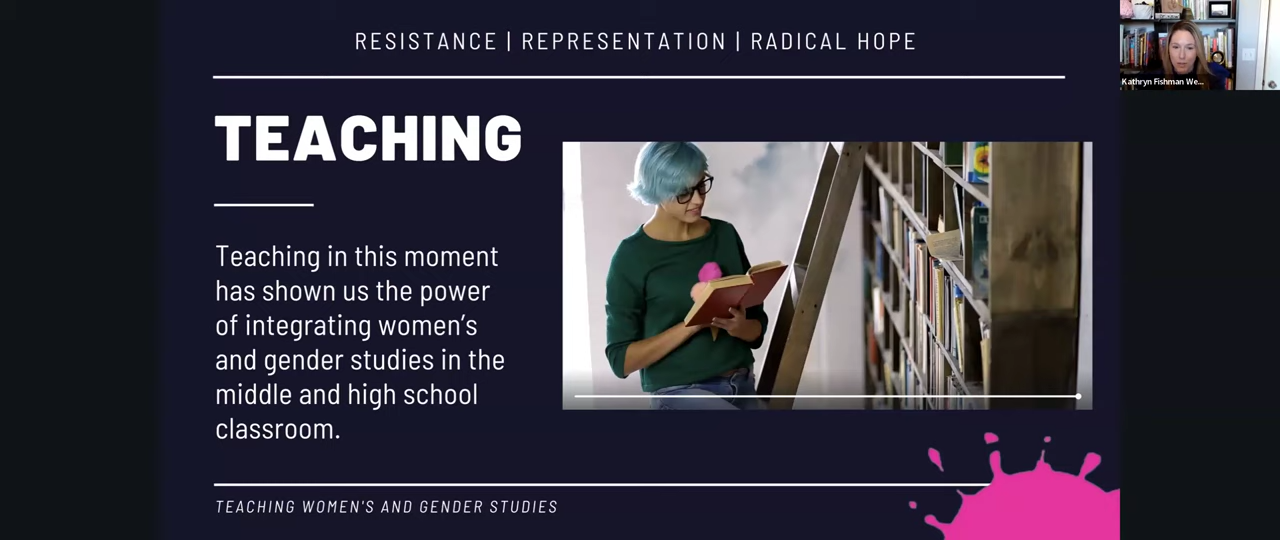 RESISTANCE | REPRESENTATION | RADICAL HOPE
TEACHING
Teaching in this moment
has shown us the power
of integrating women's
and gender studies in the
middle and high school
classroom.
TEACHING WOMEN'S AND GENDER STUDIES
Kathryn Fishman We...